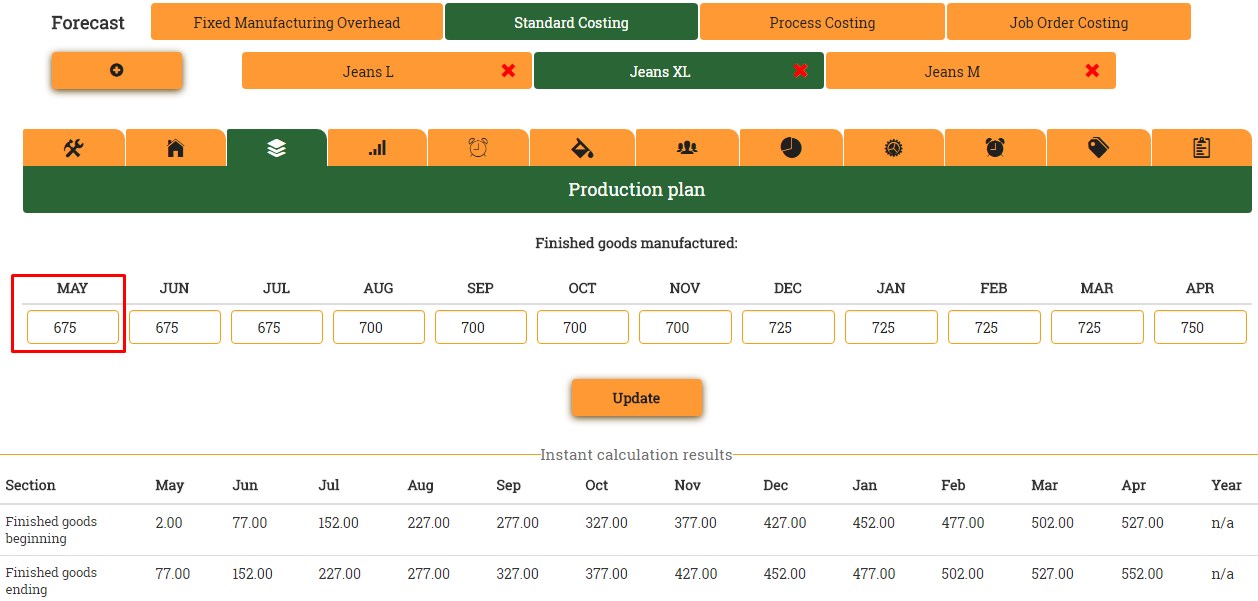 Forecast Fixed Manufacturing Overhead Standard Costing Process Costing Job Order Costing
Jeans L Jeans XL Jeans M
Production plan
Finished goods manufactured:
MAY JUN JUL AUG SEP OCT NOV DEC JAN FEB MAR APR
675 675 675 700 700 700 700 725 725 725 725 750
Update
Instant calculation results
Section May Jun Jul Aug Sep Oct Nov Dec Jan Feb Mar Apr Year
Finished goods beginning 2.00 77.00 152.00 227.00 277.00 327.00 377.00 427.00 452.00 477.00 502.00 527.00 n/a
Finished goods ending 77.00 152.00 227.00 277.00 327.00 377.00 427.00 452.00 477.00 502.00 527.00 552.00 n/a